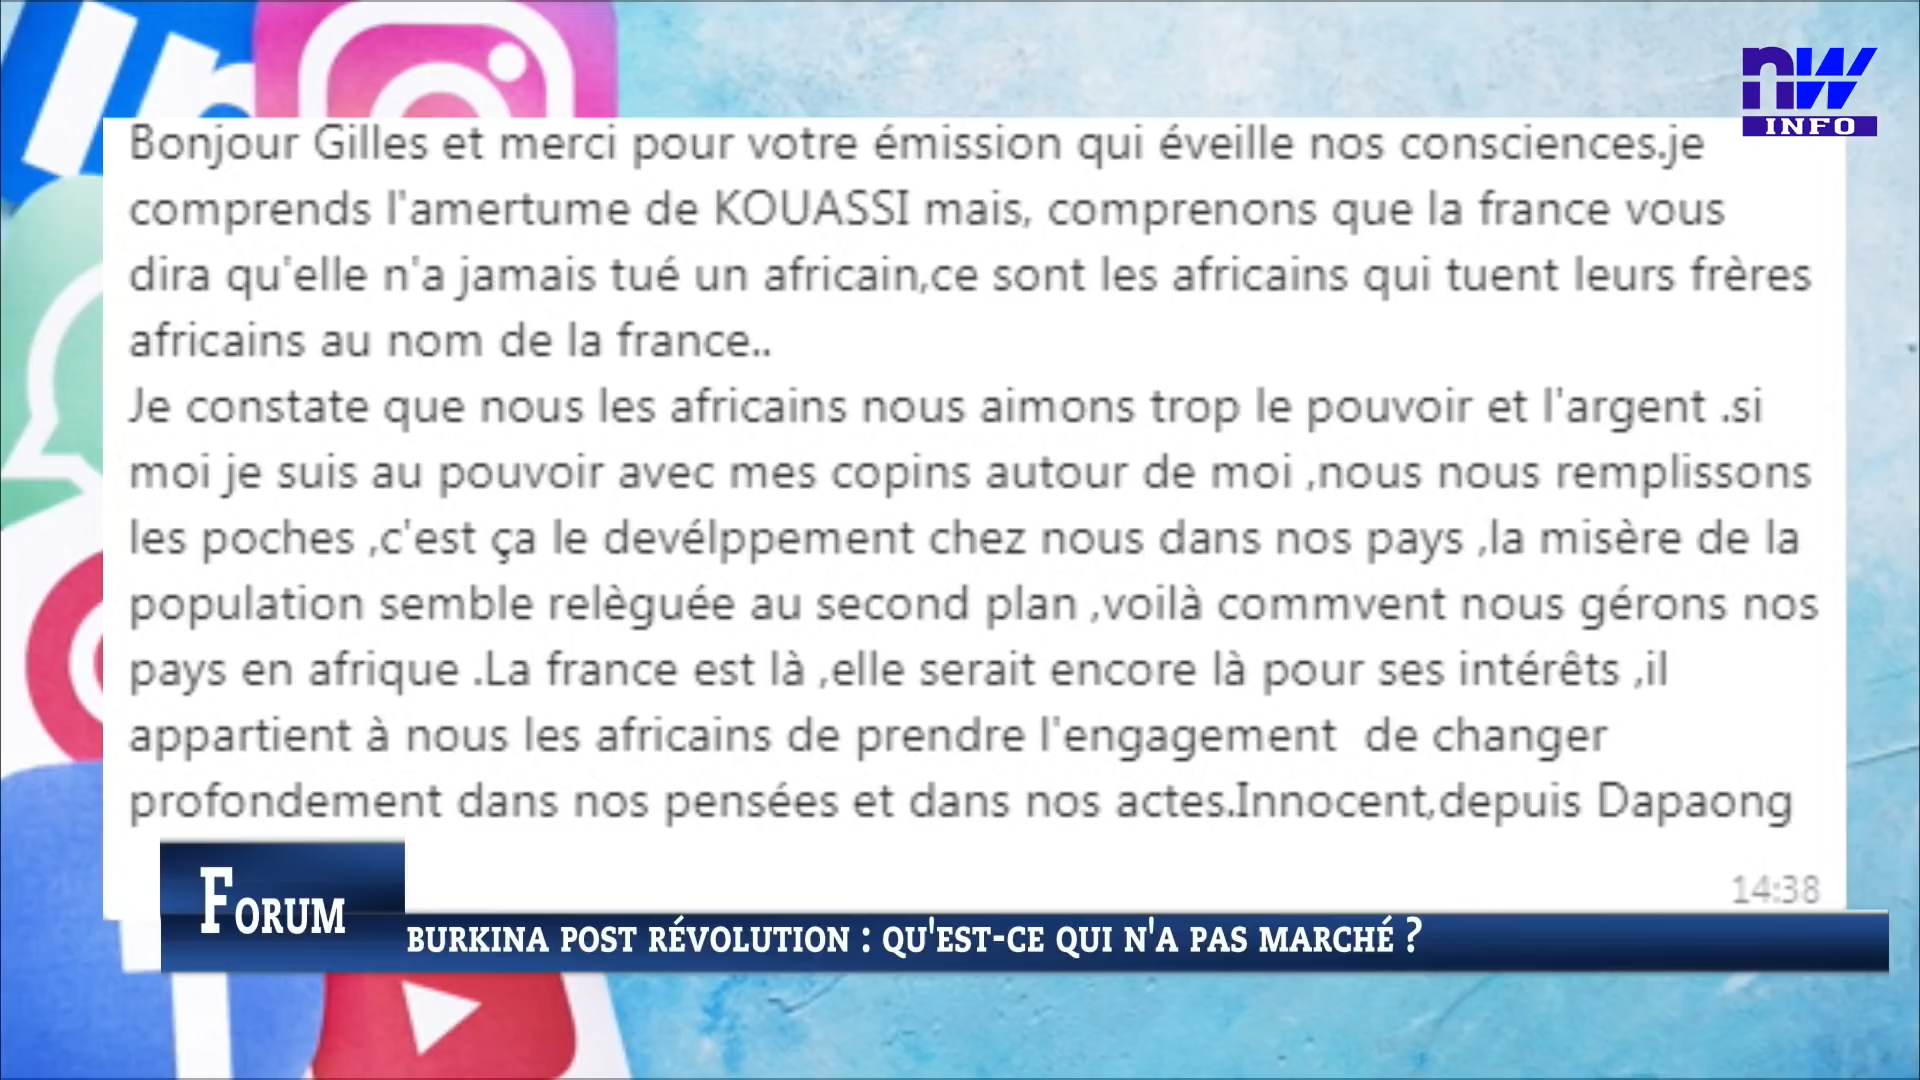 nw
INFO
Bonjour Gilles et merci pour votre émission qui éveille nos consciences.je
comprends l'amertume de KOUASSI mais, comprenons que la france vous
dira qu'elle n'a jamais tué un africain,ce sont les africains qui tuent leurs frères
africains au nom de la france..
Je constate que nous les africains nous aimons trop le pouvoir et l'argent .si
moi je suis au pouvoir avec mes copins autour de moi ,nous nous remplissons
les poches ,c'est ça le devélppement chez nous dans nos pays ,la misère de la
population semble relèguée au second plan ,voilà commvent nous gérons nos
pays en afrique .La france est là ,elle serait encore là pour ses intérêts ,il
appartient à nous les africains de prendre l'engagement  de changer
profondement dans nos pensées et dans nos actes.Innocent,depuis Dapaong
14:38
FORUM
BURKINA POST RÉVOLUTION : QU'EST-CE QUI N'A PAS MARCHÉ ?